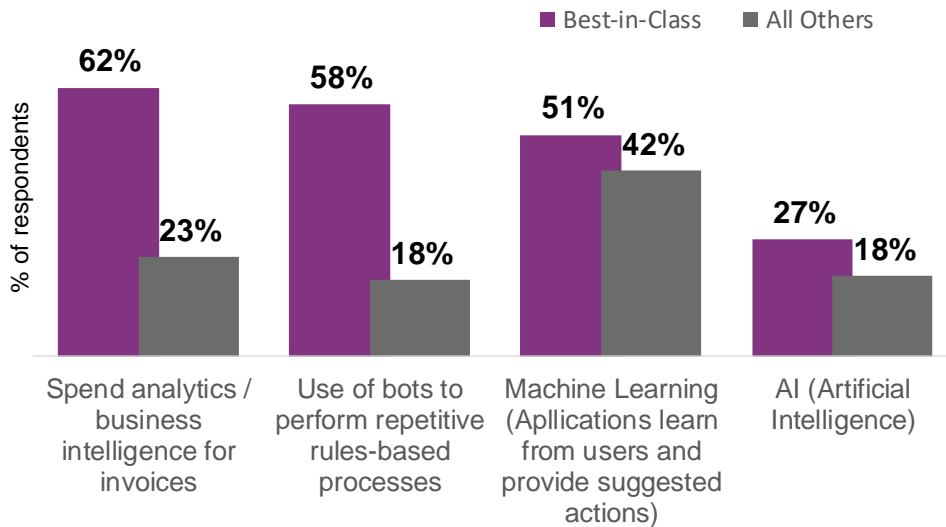 Best-in-Class All Others
% of respondents
62%
23%
58%
18%
51%
42%
27%
18%
Spend analytics /
business
intelligence for
invoices
Use of bots to
perform repetitive
rules-based
processes
Machine Learning
(Apllications learn
from users and
provide suggested
actions)
AI (Artificial
Intelligence)